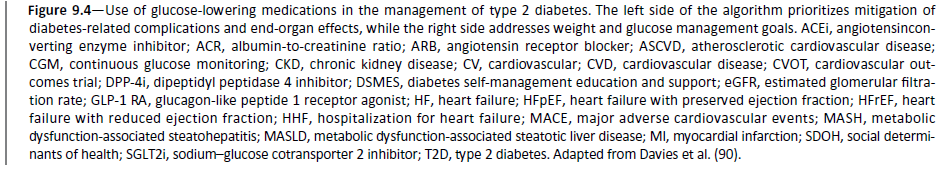 Figure 9.4—Use of glucose-lowering medications in the management of type 2 diabetes. The left side of the algorithm prioritizes mitigation of
diabetes-related complications and end-organ effects, while the right side addresses weight and glucose management goals. ACEi, angiotensincon-
verting enzyme inhibitor; ACR, albumin-to-creatinine ratio; ARB, angiotensin receptor blocker; ASCVD, atherosclerotic cardiovascular disease;
CGM, continuous glucose monitoring; CKD, chronic kidney disease; CV, cardiovascular; CVD, cardiovascular disease; CVOT, cardiovascular out-
comes trial; DPP-4i, dipeptidyl peptidase 4 inhibitor; DSMES, diabetes self-management education and support; eGFR, estimated glomerular filtra-
tion rate; GLP-1 RA, glucagon-like peptide 1 receptor agonist; HF, heart failure; HFpEF, heart failure with preserved ejection fraction; HFrEF, heart
failure with reduced ejection fraction; HHF, hospitalization for heart failure; MACE, major adverse cardiovascular events; MASH, metabolic
dysfunction-associated steatohepatitis; MASLD, metabolic dysfunction-associated steatotic liver disease; MI, myocardial infarction; SDOH, social determi-
nants of health; SGLT2i, sodium–glucose cotransporter 2 inhibitor; T2D, type 2 diabetes. Adapted from Davies et al. (90).